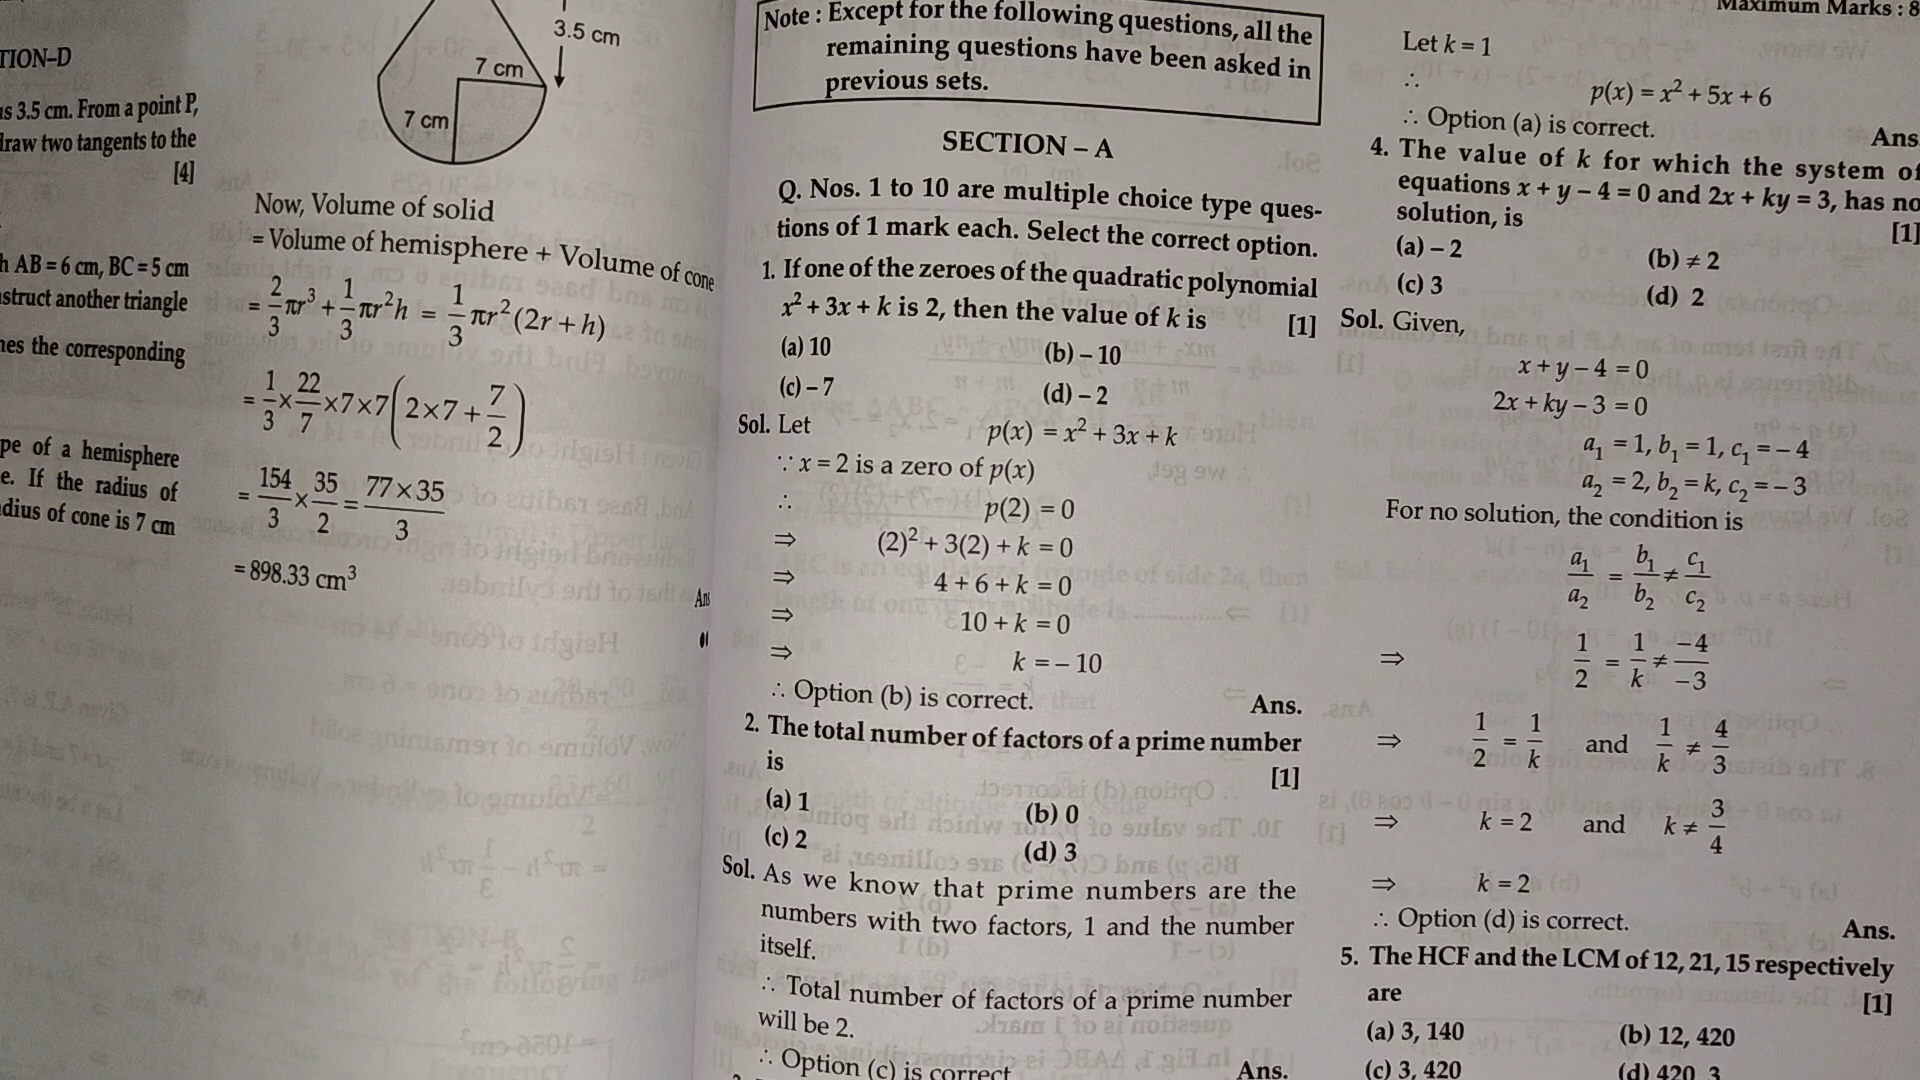 TION–D
us 3.5 cm. From a point P,
draw two tangents to the
[4]
h AB = 6 cm, BC = 5 cm
nstruct another triangle
nes the corresponding
pe of a hemisphere
e. If the radius of
dius of cone is 7 cm
3.5 cm
7 cm
7 cm
Now, Volume of solid
= Volume of hemisphere + Volume of cone
= 2/3 πr³ + 1/3 πr²h = 1/3 πr²(2r + h)
= 1/3 × 22/7 × 7 × 7 (2 × 7 + 7/2)
= 154/3 × 35/2 = 77 × 35/3
= 898.33 cm³
Ans
Note : Except for the following questions, all the
remaining questions have been asked in
previous sets.
SECTION – A
Q. Nos. 1 to 10 are multiple choice type ques-
tions of 1 mark each. Select the correct option.
1. If one of the zeroes of the quadratic polynomial
x² + 3x + k is 2, then the value of k is [1]
(a) 10 (b) – 10
(c) – 7 (d) – 2
Sol. Let p(x) = x² + 3x + k
∵ x = 2 is a zero of p(x)
∴ p(2) = 0
⇒ (2)² + 3(2) + k = 0
⇒ 4 + 6 + k = 0
⇒ 10 + k = 0
⇒ k = – 10
∴ Option (b) is correct. Ans.
2. The total number of factors of a prime number
is [1]
(a) 1 (b) 0
(c) 2 (d) 3
Sol. As we know that prime numbers are the
numbers with two factors, 1 and the number
itself.
∴ Total number of factors of a prime number
will be 2.
∴ Option (c) is correct Ans.
Maximum Marks : 8
Let k = 1
∴ p(x) = x² + 5x + 6
∴ Option (a) is correct. Ans.
4. The value of k for which the system of
equations x + y – 4 = 0 and 2x + ky = 3, has no
solution, is [1]
(a) – 2 (b) ≠ 2
(c) 3 (d) 2
Sol. Given,
x + y – 4 = 0
2x + ky – 3 = 0
a₁ = 1, b₁ = 1, c₁ = – 4
a₂ = 2, b₂ = k, c₂ = – 3
For no solution, the condition is
a₁/a₂ = b₁/b₂ ≠ c₁/c₂
⇒ 1/2 = 1/k ≠ –4/–3
⇒ 1/2 = 1/k and 1/k ≠ 4/3
⇒ k = 2 and k ≠ 3/4
⇒ k = 2
∴ Option (d) is correct. Ans.
5. The HCF and the LCM of 12, 21, 15 respectively
are [1]
(a) 3, 140 (b) 12, 420
(c) 3, 420 (d) 420, 3